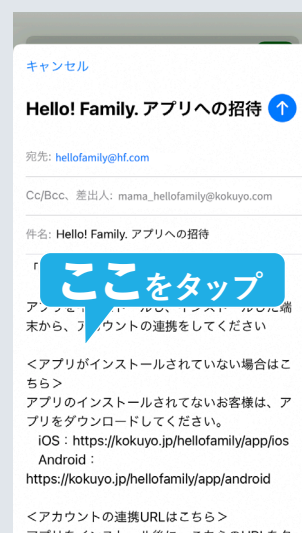 キャンセル
Hello! Family. アプリへの招待
宛先: hellofamily@hf.com
Cc/Bcc、差出人: mama_hellofamily@kokuyo.com
件名: Hello! Family. アプリへの招待
ここをタップ
末から、アカウントの連携をしてください
<アプリがインストールされていない場合はこ
ちら>
アプリのインストールされてないお客様は、ア
プリをダウンロードしてください。
iOS:https://kokuyo.jp/hellofamily/app/ios
Android:
https://kokuyo.jp/hellofamily/app/android
<アカウントの連携URLはこちら>